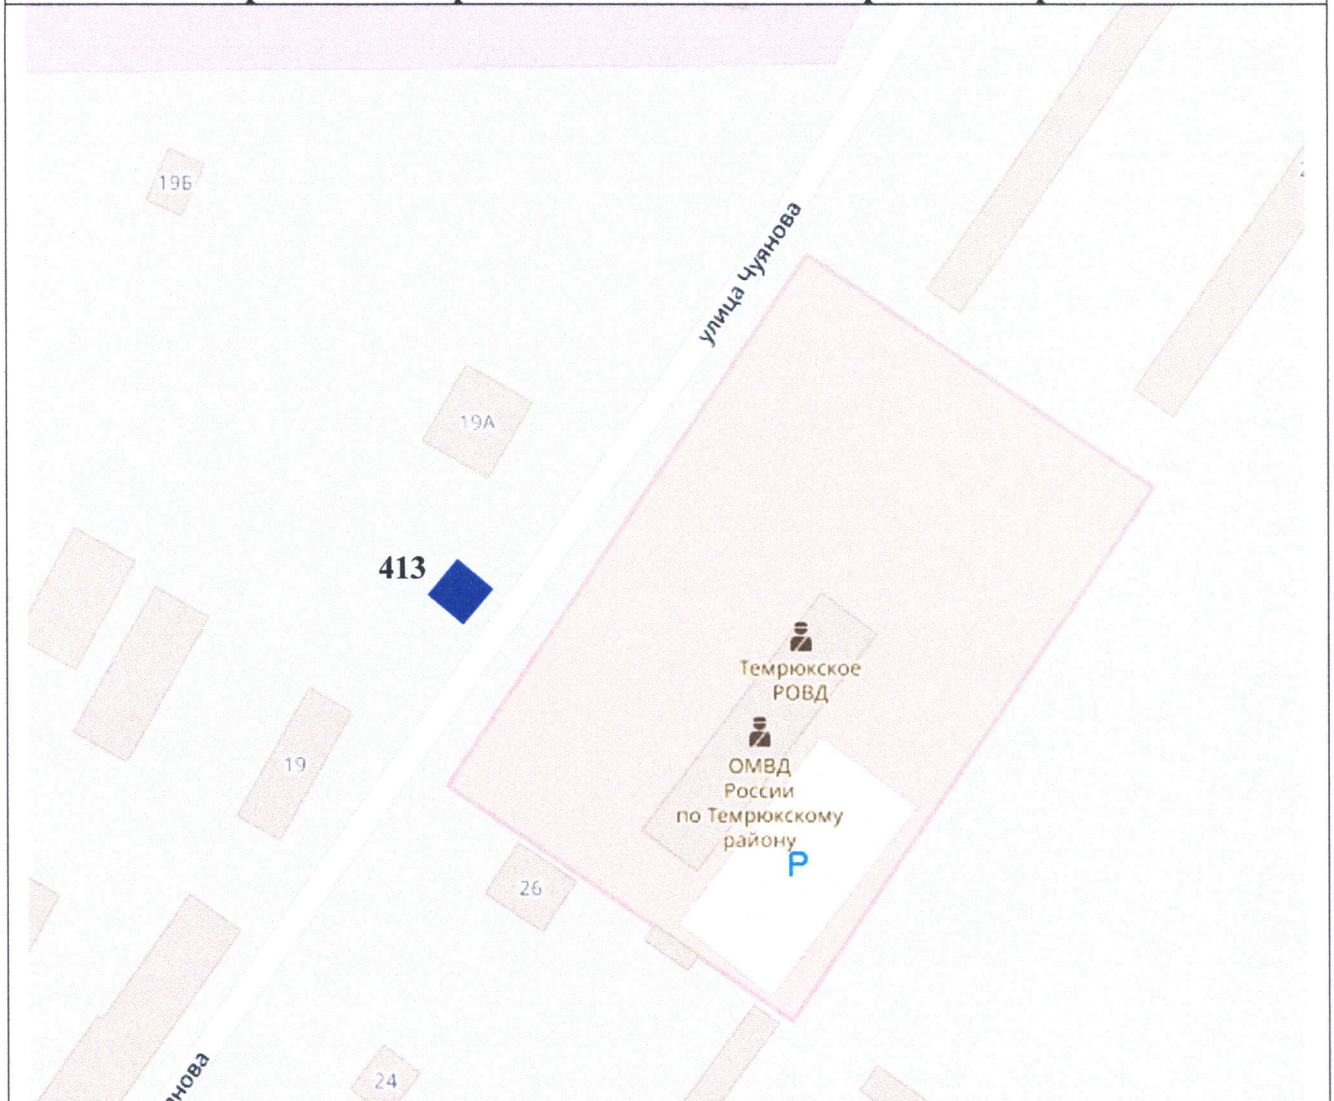 19Б
улица Чуянова
19А
413
Темрюкское
РОВД
19
ОМВД
России
по Темрюкскому
району
P
26
24